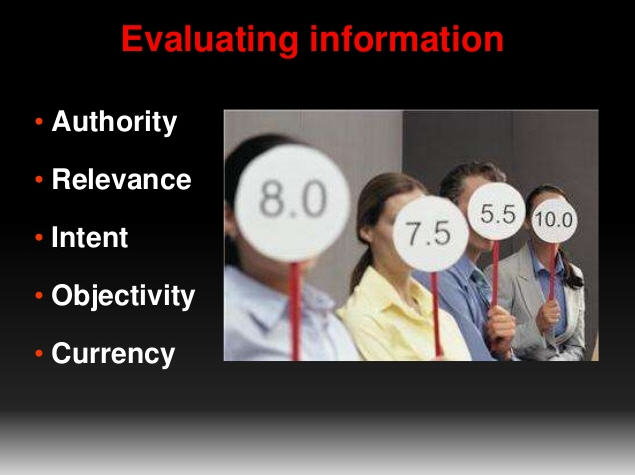 Evaluating information
• Authority
• Relevance
• Intent
• Objectivity
• Currency
8.0
7.5
5.5
10.0